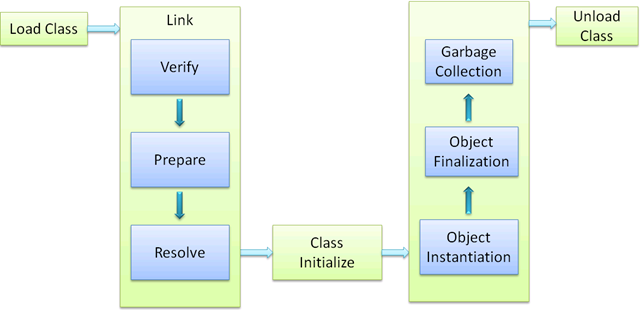 Load Class
Link
Verify
Prepare
Resolve
Class
Initialize
Garbage
Collection
Object
Finalization
Object
Instantiation
Unload
Class